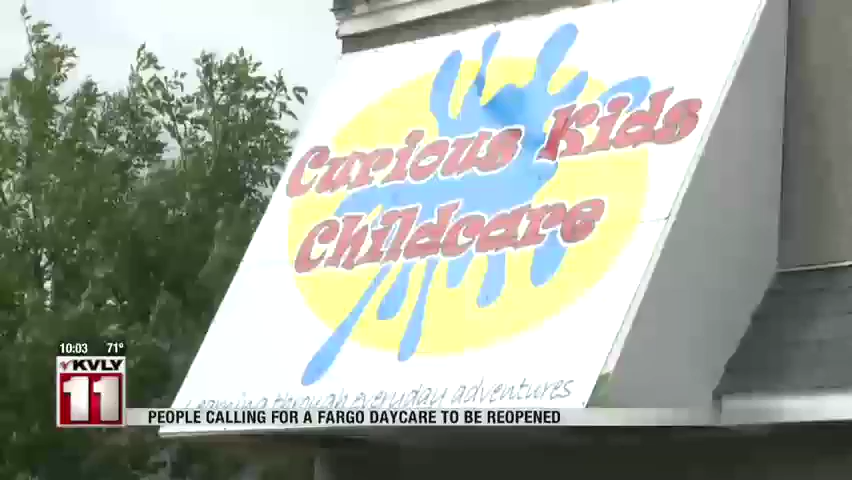 Curious Kids
Childcare
Learning through everyday adventures
10:03 71°
KVLY
11
PEOPLE CALLING FOR A FARGO DAYCARE TO BE REOPENED